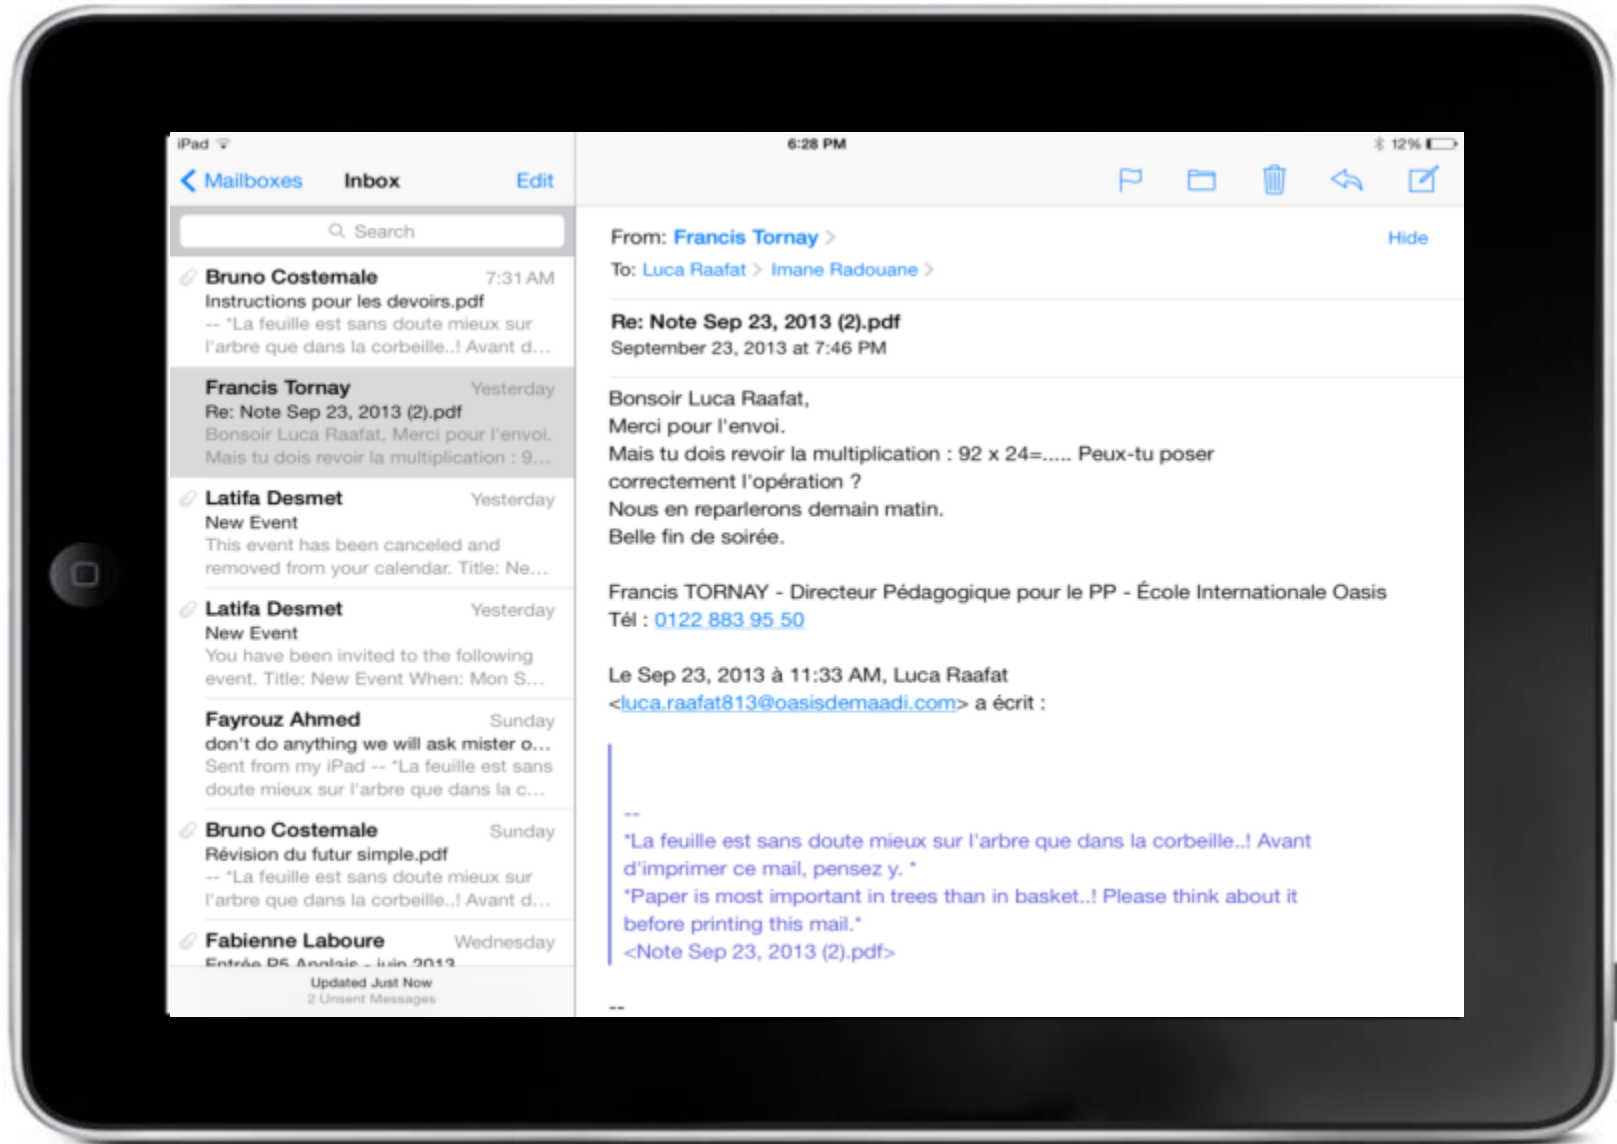 iPad
6:28 PM
12%
Mailboxes
Inbox
Edit
Search
Bruno Costemale 7:31 AM
Instructions pour les devoirs.pdf
-- *La feuille est sans doute mieux sur
l'arbre que dans la corbeille..! Avant d...
Francis Tornay Yesterday
Re: Note Sep 23, 2013 (2).pdf
Bonsoir Luca Raafat, Merci pour l'envoi.
Mais tu dois revoir la multiplication : 9...
Latifa Desmet Yesterday
New Event
This event has been canceled and
removed from your calendar. Title: Ne...
Latifa Desmet Yesterday
New Event
You have been invited to the following
event. Title: New Event When: Mon S...
Fayrouz Ahmed Sunday
don't do anything we will ask mister o...
Sent from my iPad -- *La feuille est sans
doute mieux sur l'arbre que dans la c...
Bruno Costemale Sunday
Révision du futur simple.pdf
-- *La feuille est sans doute mieux sur
l'arbre que dans la corbeille..! Avant d...
Fabienne Laboure Wednesday
Entrée P5 Anglais - juin 2013
Updated Just Now
2 Unsent Messages
From: Francis Tornay
Hide
To: Luca Raafat Imane Radouane
Re: Note Sep 23, 2013 (2).pdf
September 23, 2013 at 7:46 PM
Bonsoir Luca Raafat,
Merci pour l'envoi.
Mais tu dois revoir la multiplication : 92 x 24=..... Peux-tu poser
correctement l'opération ?
Nous en reparlerons demain matin.
Belle fin de soirée.
Francis TORNAY - Directeur Pédagogique pour le PP - École Internationale Oasis
Tél : 0122 883 95 50
Le Sep 23, 2013 à 11:33 AM, Luca Raafat
<luca.raafat813@oasisdemaadi.com> a écrit :
--
*La feuille est sans doute mieux sur l'arbre que dans la corbeille..! Avant
d'imprimer ce mail, pensez y. *
*Paper is most important in trees than in basket..! Please think about it
before printing this mail.*
<Note Sep 23, 2013 (2).pdf>
--